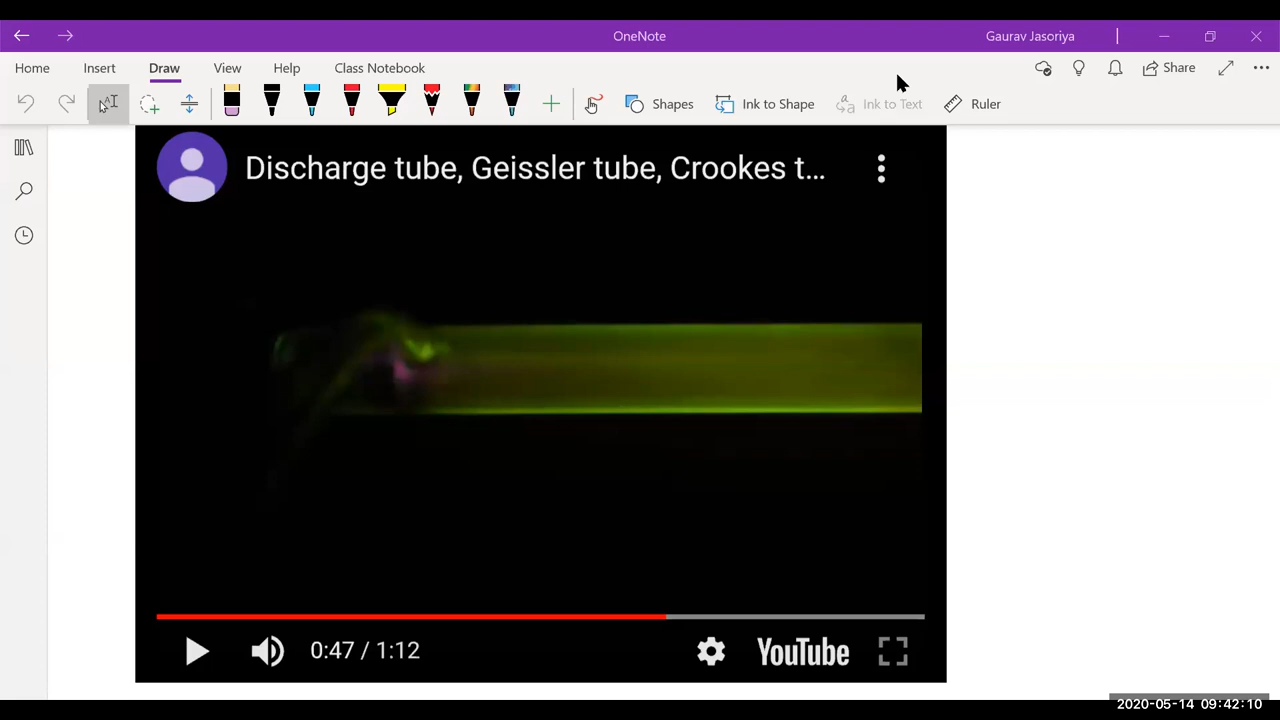 OneNote
Gaurav Jasoriya
Home Insert Draw View Help Class Notebook Share
Shapes Ink to Shape Ink to Text Ruler
Discharge tube, Geissler tube, Crookes t...
0:47 / 1:12 YouTube
2020-05-14 09:42:10